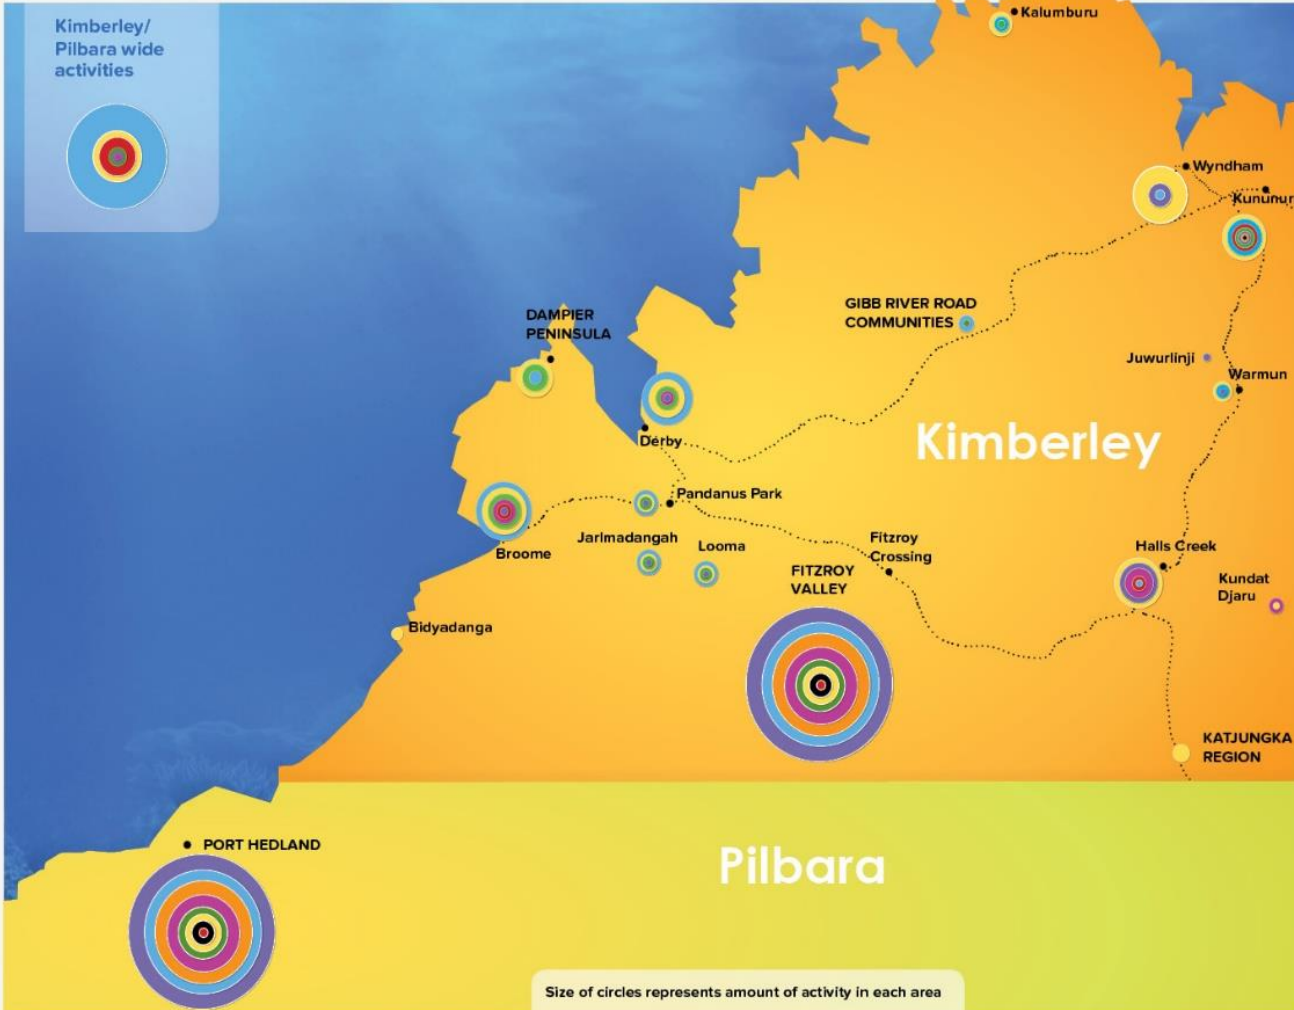 Kimberley/
Pilbara wide
activities
Kalumburu
Wyndham
Kununur
GIBB RIVER ROAD
COMMUNITIES
DAMPIER
PENINSULA
Juwurlinji
Warmun
Derby
Kimberley
Pandanus Park
Jarlmadangah
Looma
Broome
Fitzroy
Crossing
FITZROY
VALLEY
Halls Creek
Kundat
Djaru
Bidyadanga
KATJUNGKA
REGION
PORT HEDLAND
Pilbara
Size of circles represents amount of activity in each area